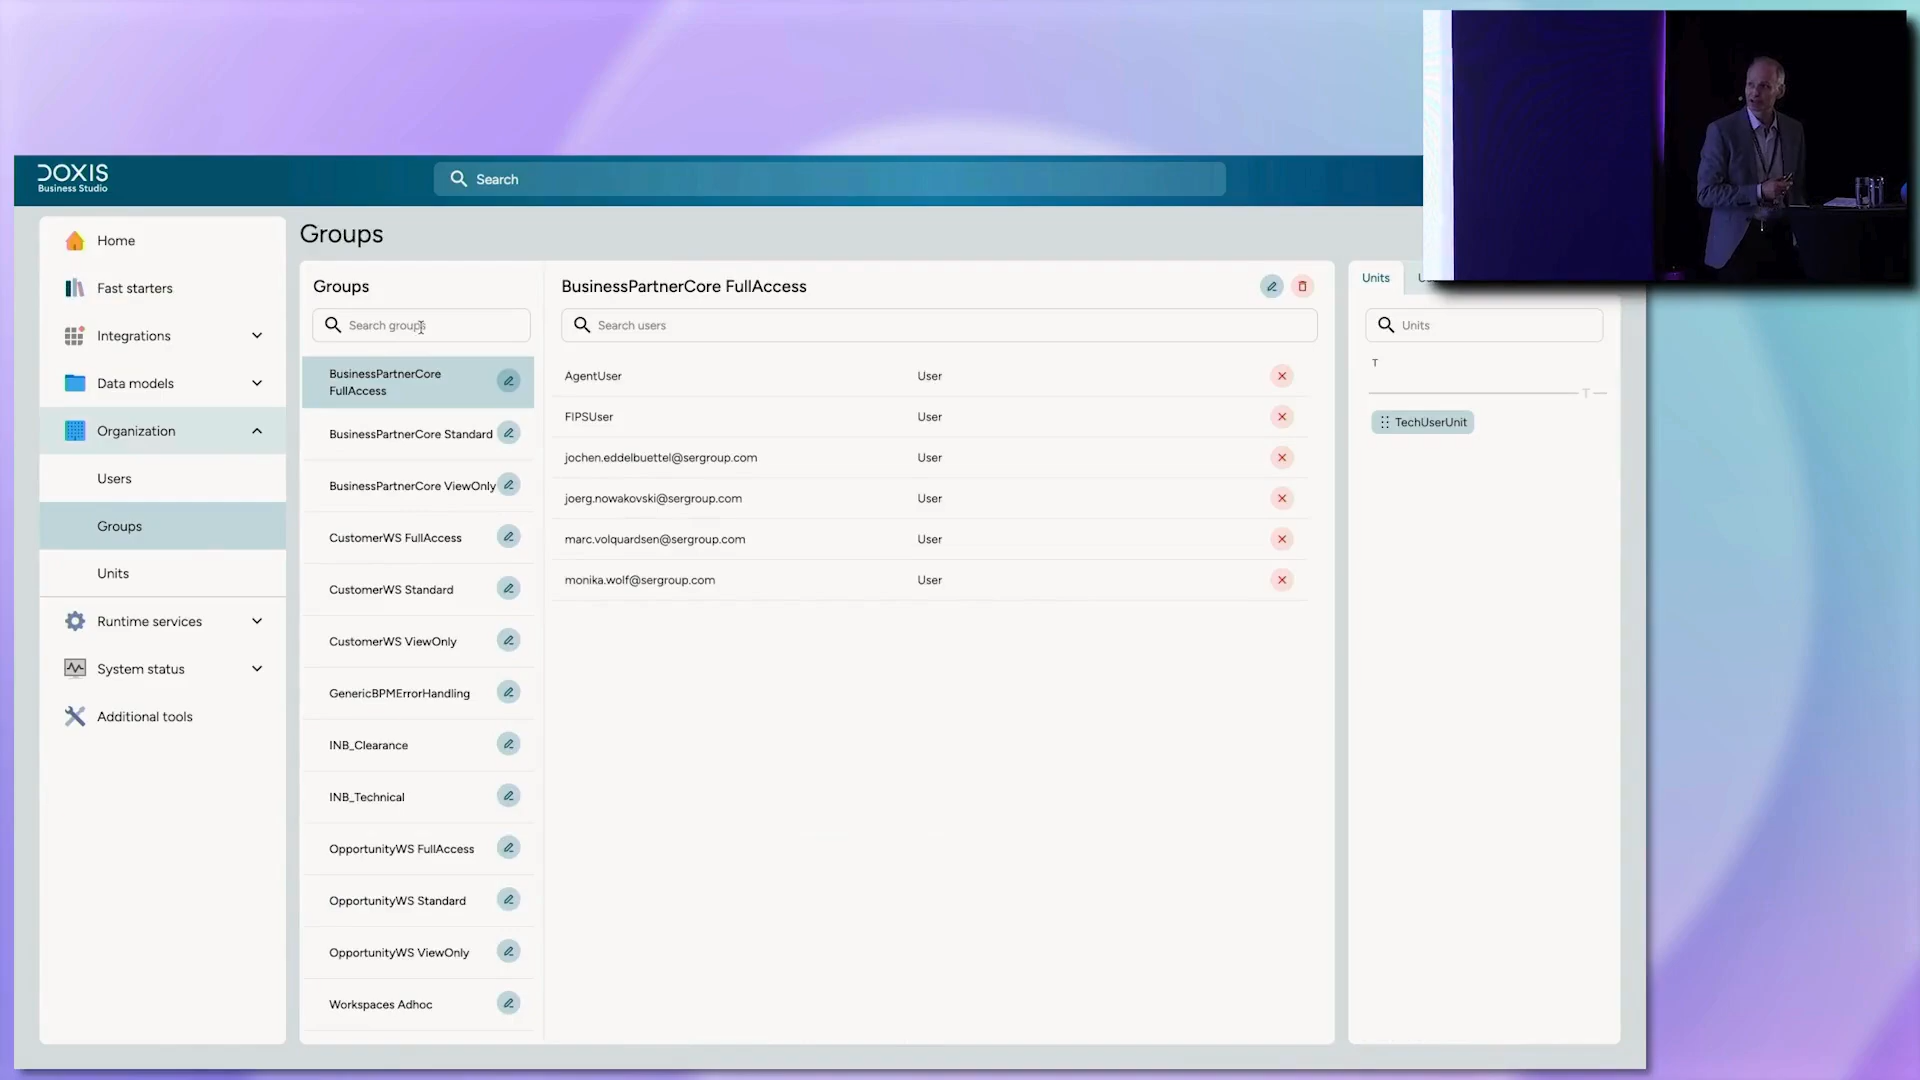 DOXIS
Business Studio
Search
Home
Fast starters
Integrations
Data models
Organization
Users
Groups
Units
Runtime services
System status
Additional tools
Groups
Groups
Search groups
BusinessPartnerCore
FullAccess
BusinessPartnerCore Standard
BusinessPartnerCore ViewOnly
CustomerWS FullAccess
CustomerWS Standard
CustomerWS ViewOnly
GenericBPMErrorHandling
INB_Clearance
INB_Technical
OpportunityWS FullAccess
OpportunityWS Standard
OpportunityWS ViewOnly
Workspaces Adhoc
BusinessPartnerCore FullAccess
Search users
AgentUser User
FIPSUser User
jochen.eddelbuettel@sergroup.com User
joerg.nowakovski@sergroup.com User
marc.volquardsen@sergroup.com User
monika.wolf@sergroup.com User
Units
Units
T
T
TechUserUnit